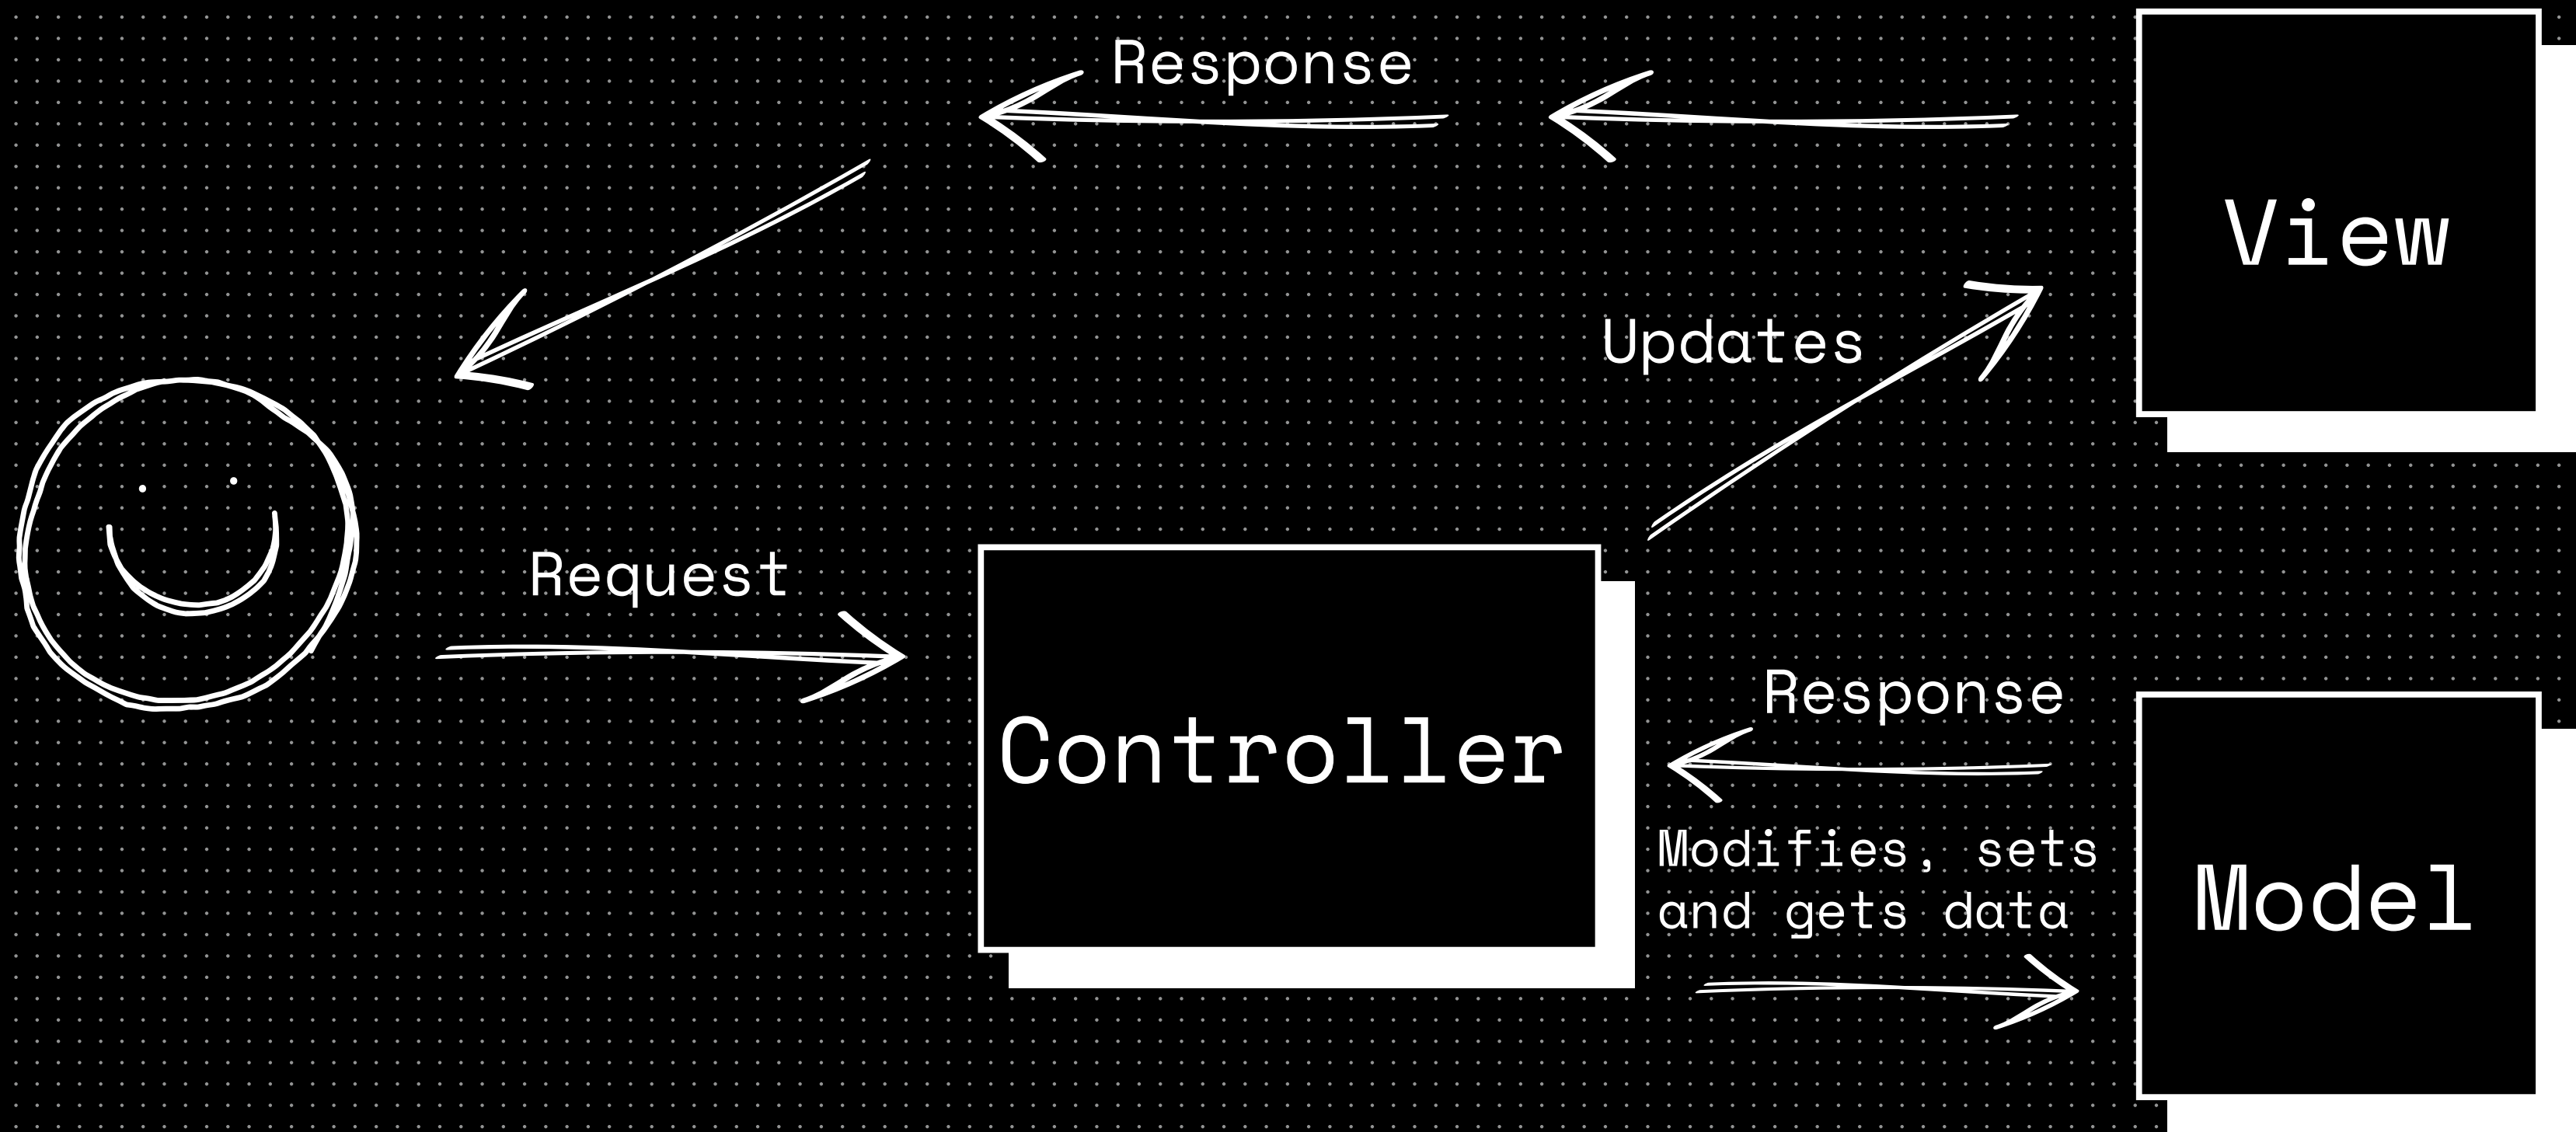 Response
View
Updates
Request
Controller
Response
Modifies, sets
and gets data
Model